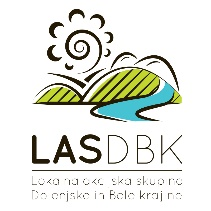 LASDBK
Lokalna akcijska skupina
Dolenjske in Bele krajine